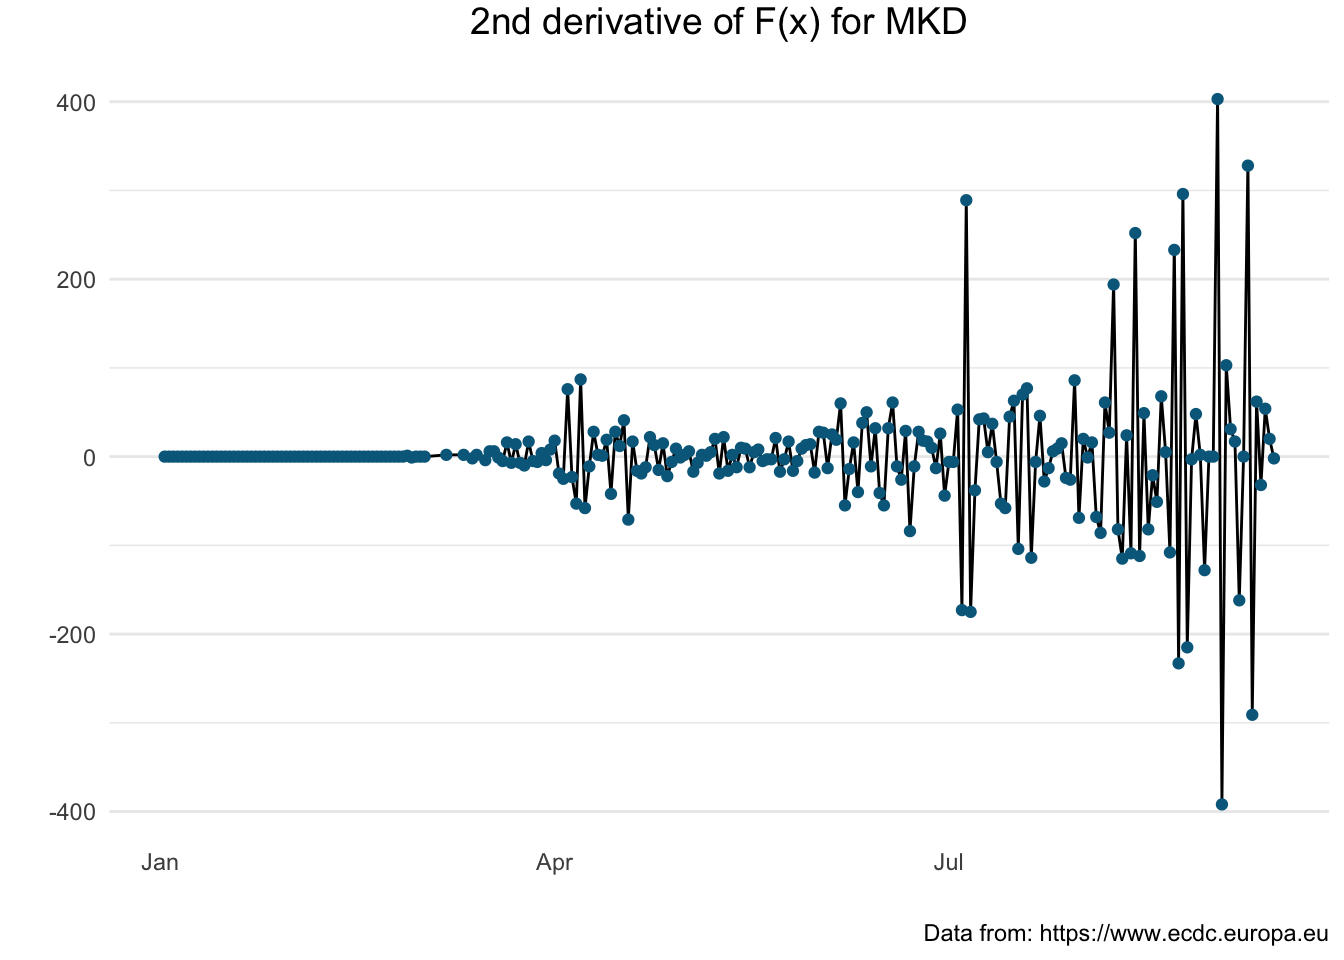 2nd derivative of F(x) for MKD
400
200
0
-200
-400
Jan Apr Jul
Data from: https://www.ecdc.europa.eu